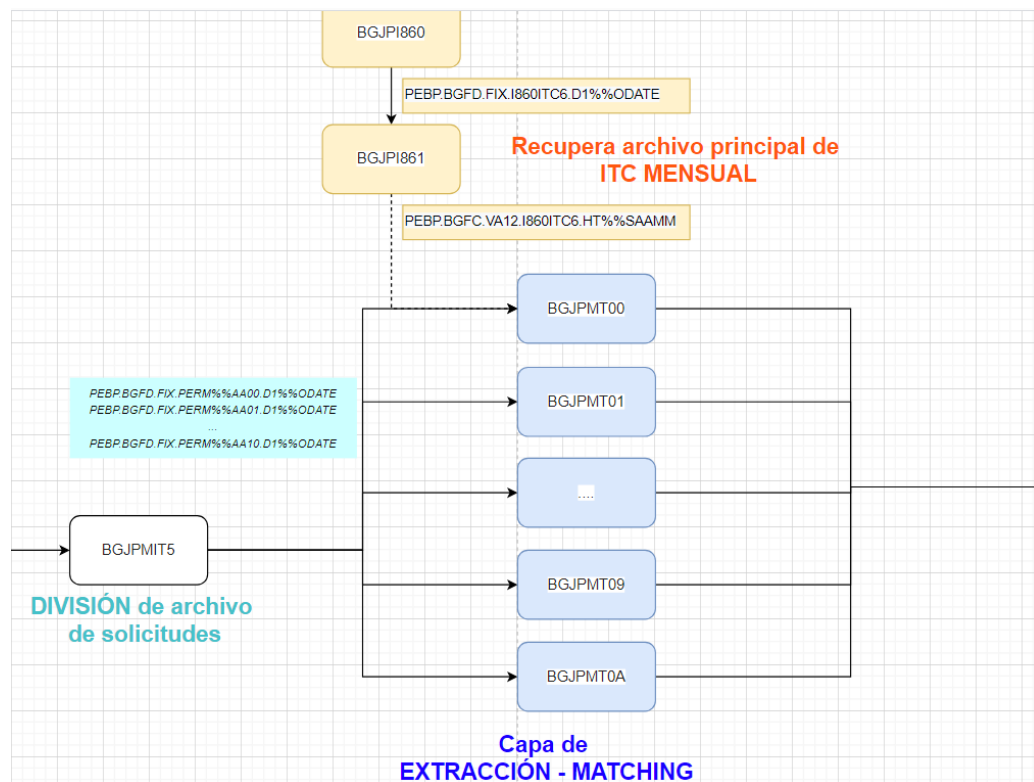 BGJPI860
PEBP.BGFD.FIX.I860ITC6.D1%%ODATE
BGJPI861
Recupera archivo principal de
ITC MENSUAL
PEBP.BGFC.VA12.I860ITC6.HT%%SAAMM
BGJPMT00
PEBP.BGFD.FIX.PERM%%AA00.D1%%ODATE
PEBP.BGFD.FIX.PERM%%AA01.D1%%ODATE
...
PEBP.BGFD.FIX.PERM%%AA10.D1%%ODATE
BGJPMT01
....
BGJPMIT5
DIVISIÓN de archivo
de solicitudes
BGJPMT09
BGJPMT0A
Capa de
EXTRACCIÓN - MATCHING